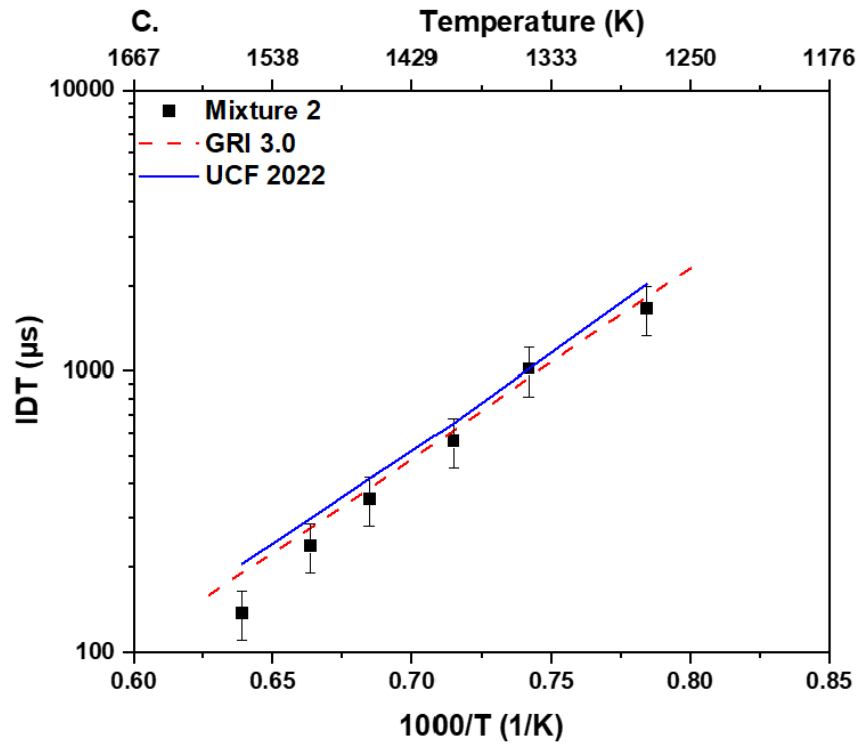 C. Temperature (K)
1667 1538 1429 1333 1250 1176
10000
Mixture 2
GRI 3.0
UCF 2022
1000
IDT (µs)
100
0.60 0.65 0.70 0.75 0.80 0.85
1000/T (1/K)